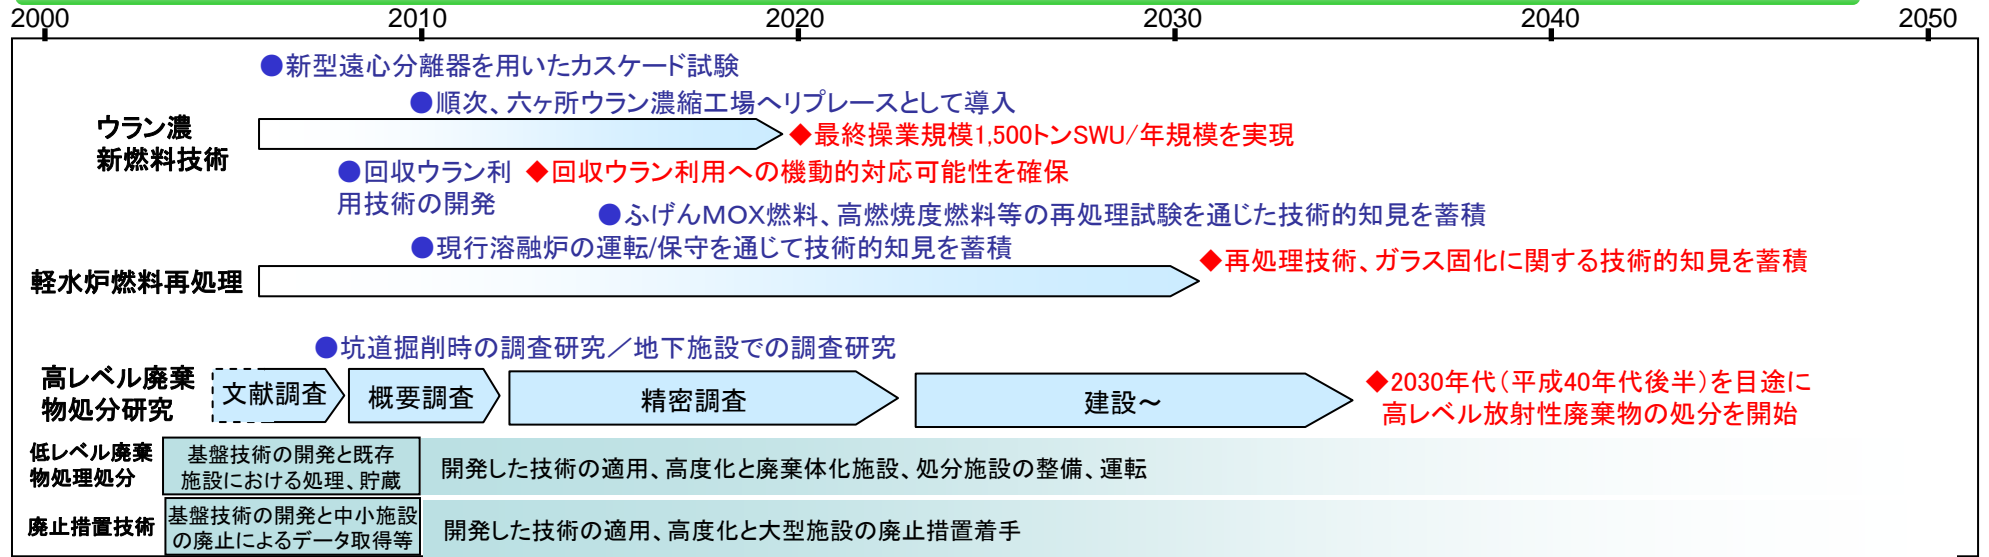 2000 2010 2020 2030 2040 2050
●新型遠心分離器を用いたカスケード試験
●順次、六ヶ所ウラン濃縮工場へリプレースとして導入
ウラン濃
新燃料技術
◆最終操業規模1,500トンSWU/年規模を実現
●回収ウラン利
用技術の開発
◆回収ウラン利用への機動的対応可能性を確保
●ふげんMOX燃料、高燃焼度燃料等の再処理試験を通じた技術的知見を蓄積
●現行溶融炉の運転/保守を通じて技術的知見を蓄積
◆再処理技術、ガラス固化に関する技術的知見を蓄積
軽水炉燃料再処理
●坑道掘削時の調査研究／地下施設での調査研究
高レベル廃棄
物処分研究
文献調査
概要調査
精密調査
建設～
◆2030年代（平成40年代後半）を目途に
高レベル放射性廃棄物の処分を開始
低レベル廃棄
物処理処分
基盤技術の開発と既存
施設における処理、貯蔵
開発した技術の適用、高度化と廃棄体化施設、処分施設の整備、運転
廃止措置技術
基盤技術の開発と中小施設
の廃止によるデータ取得等
開発した技術の適用、高度化と大型施設の廃止措置着手